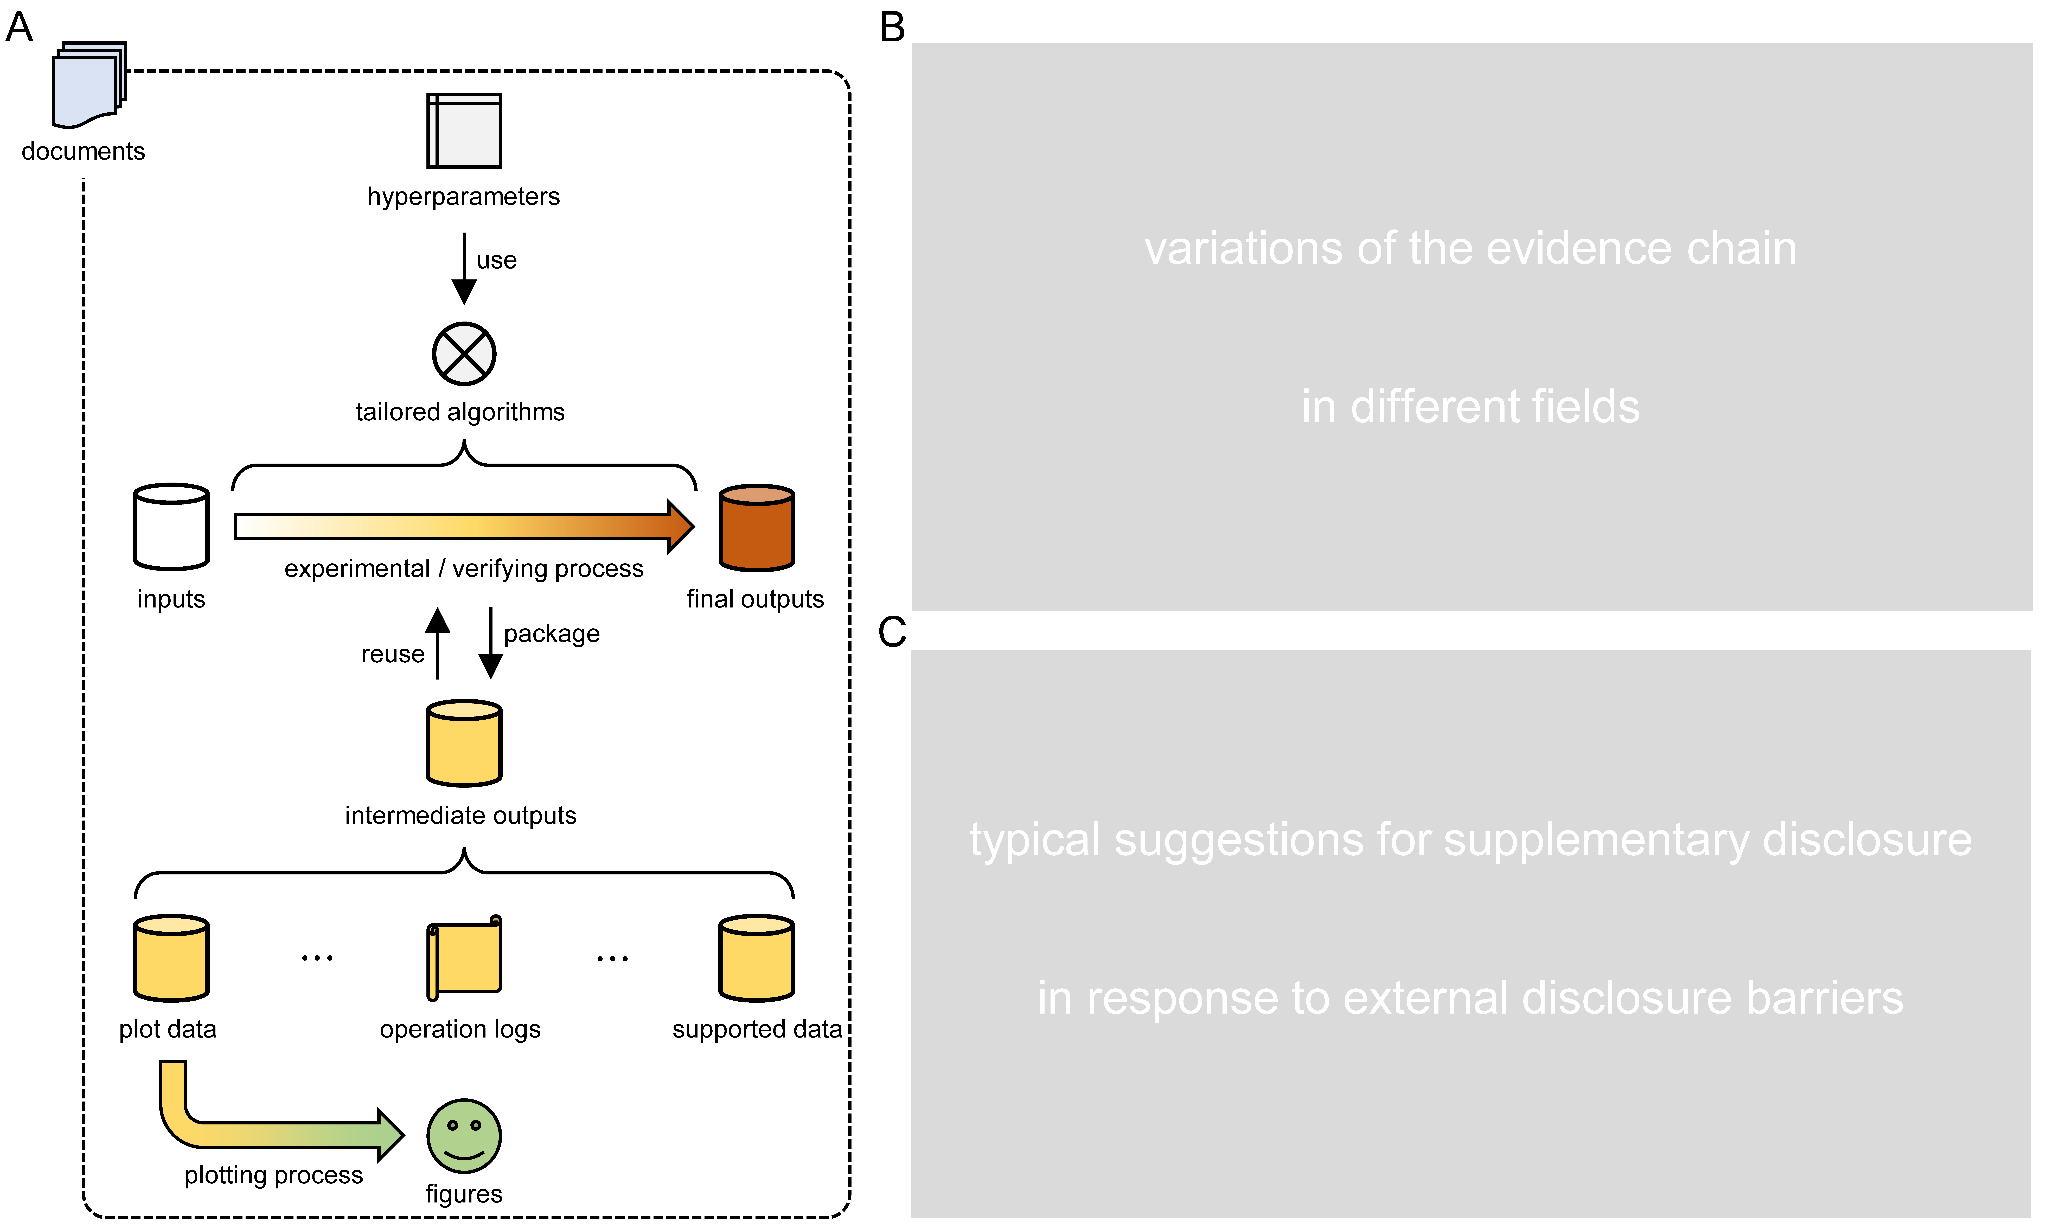 A
documents
hyperparameters
use
tailored algorithms
inputs
experimental / verifying process
final outputs
reuse
package
intermediate outputs
plot data
...
operation logs
...
supported data
plotting process
figures
B
variations of the evidence chain
in different fields
C
typical suggestions for supplementary disclosure
in response to external disclosure barriers